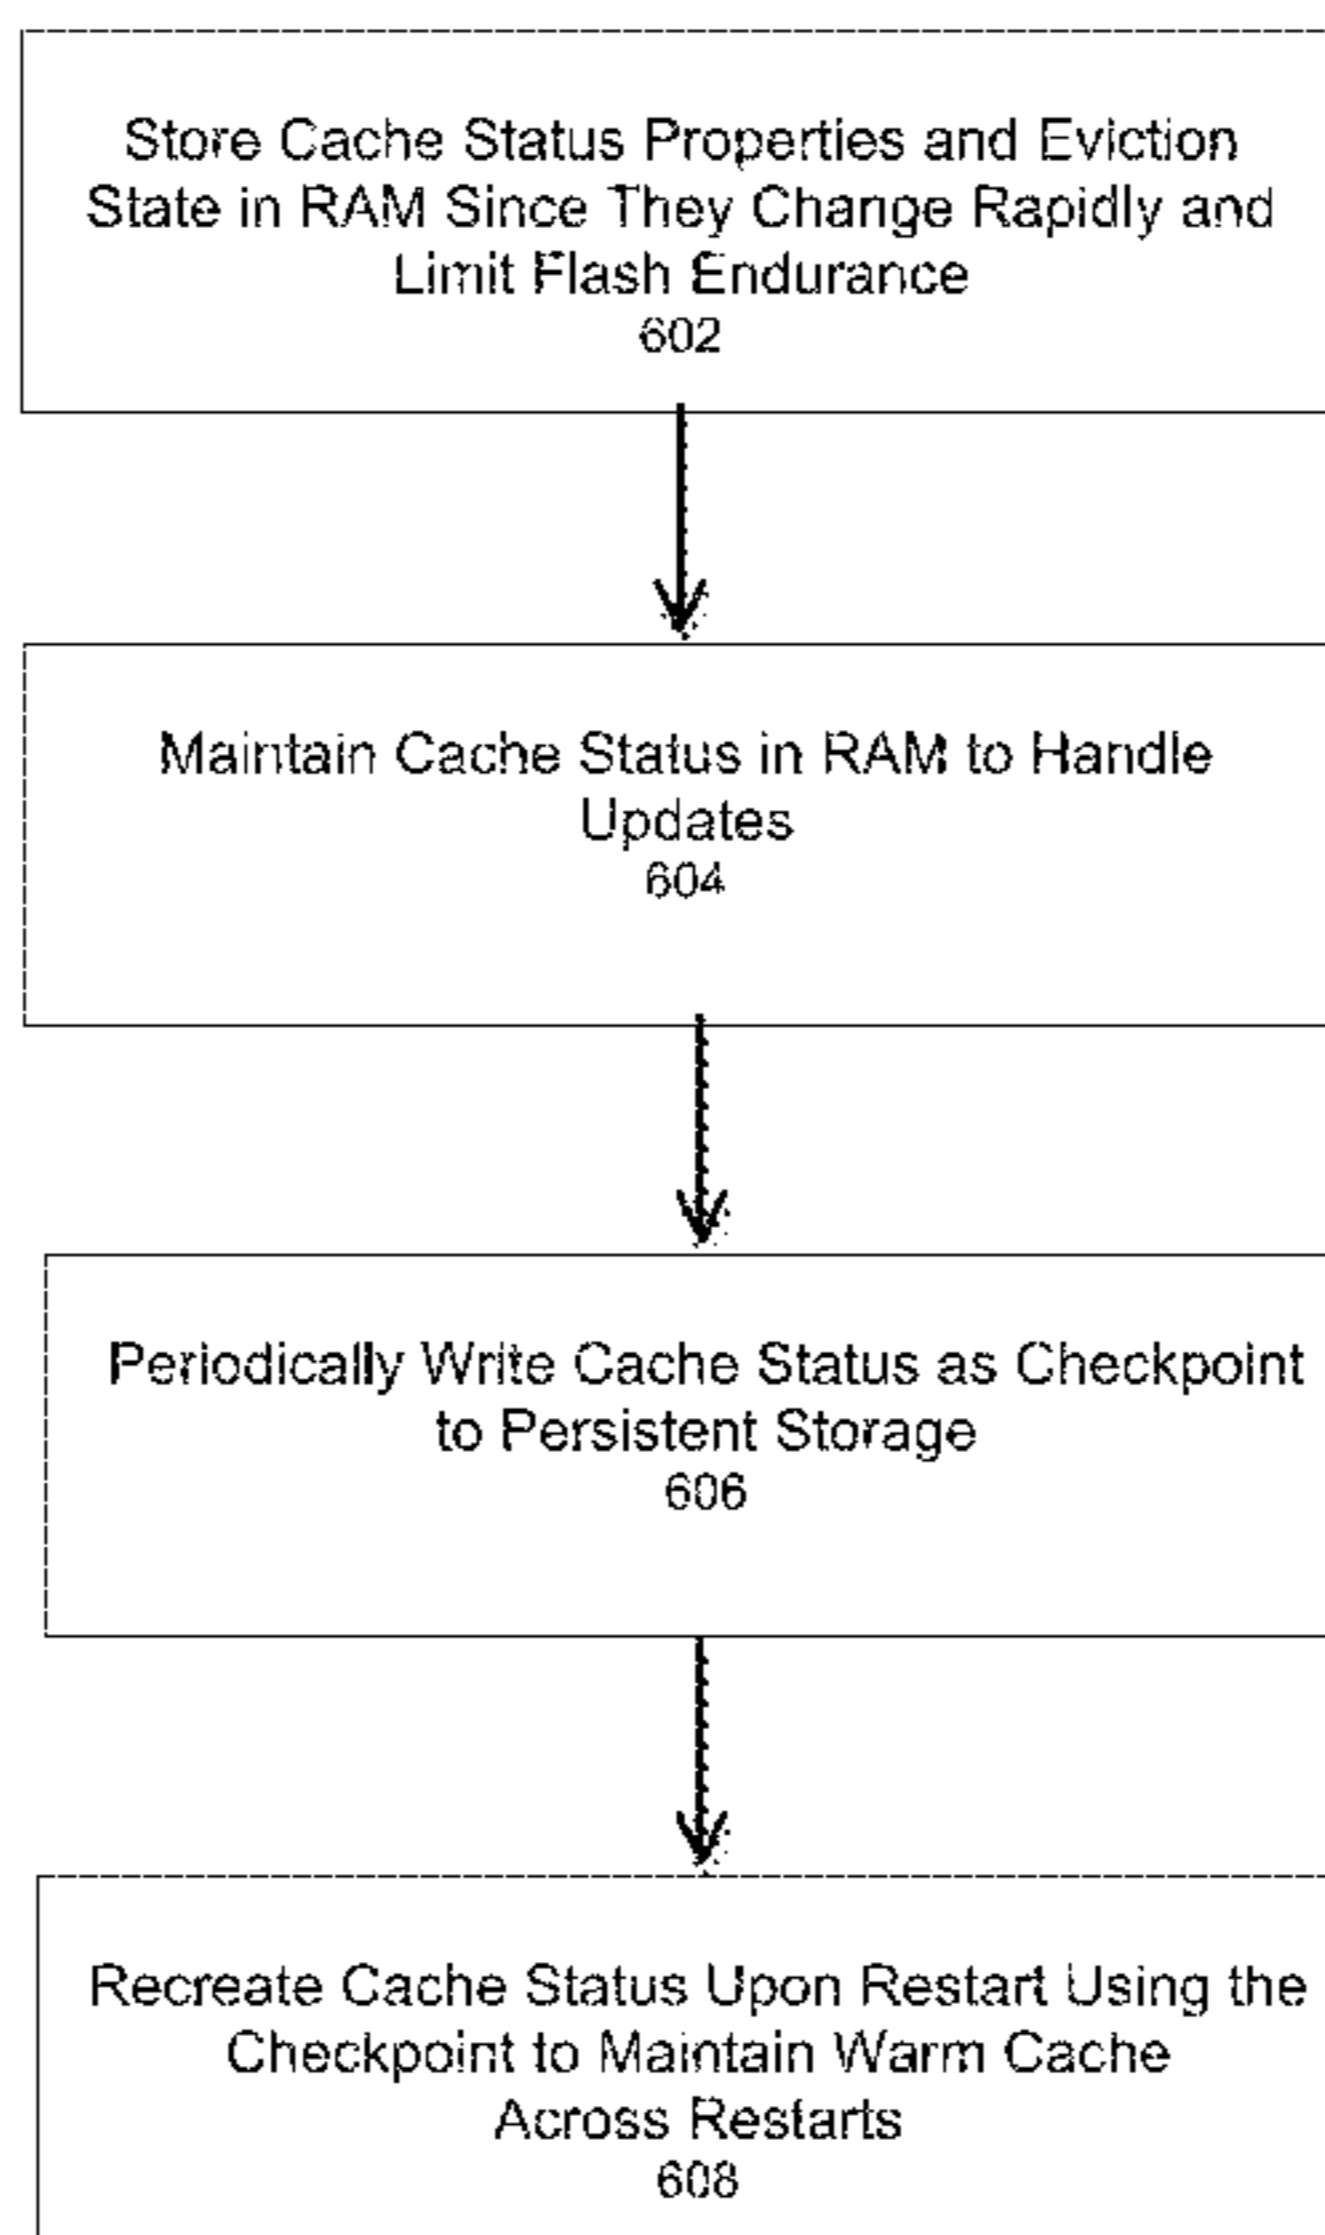 Store Cache Status Properties and Eviction
State in RAM Since They Change Rapidly and
Limit Flash Endurance
602
Maintain Cache Status in RAM to Handle
Updates
604
Periodically Write Cache Status as Checkpoint
to Persistent Storage
606
Recreate Cache Status Upon Restart Using the
Checkpoint to Maintain Warm Cache
Across Restarts
608